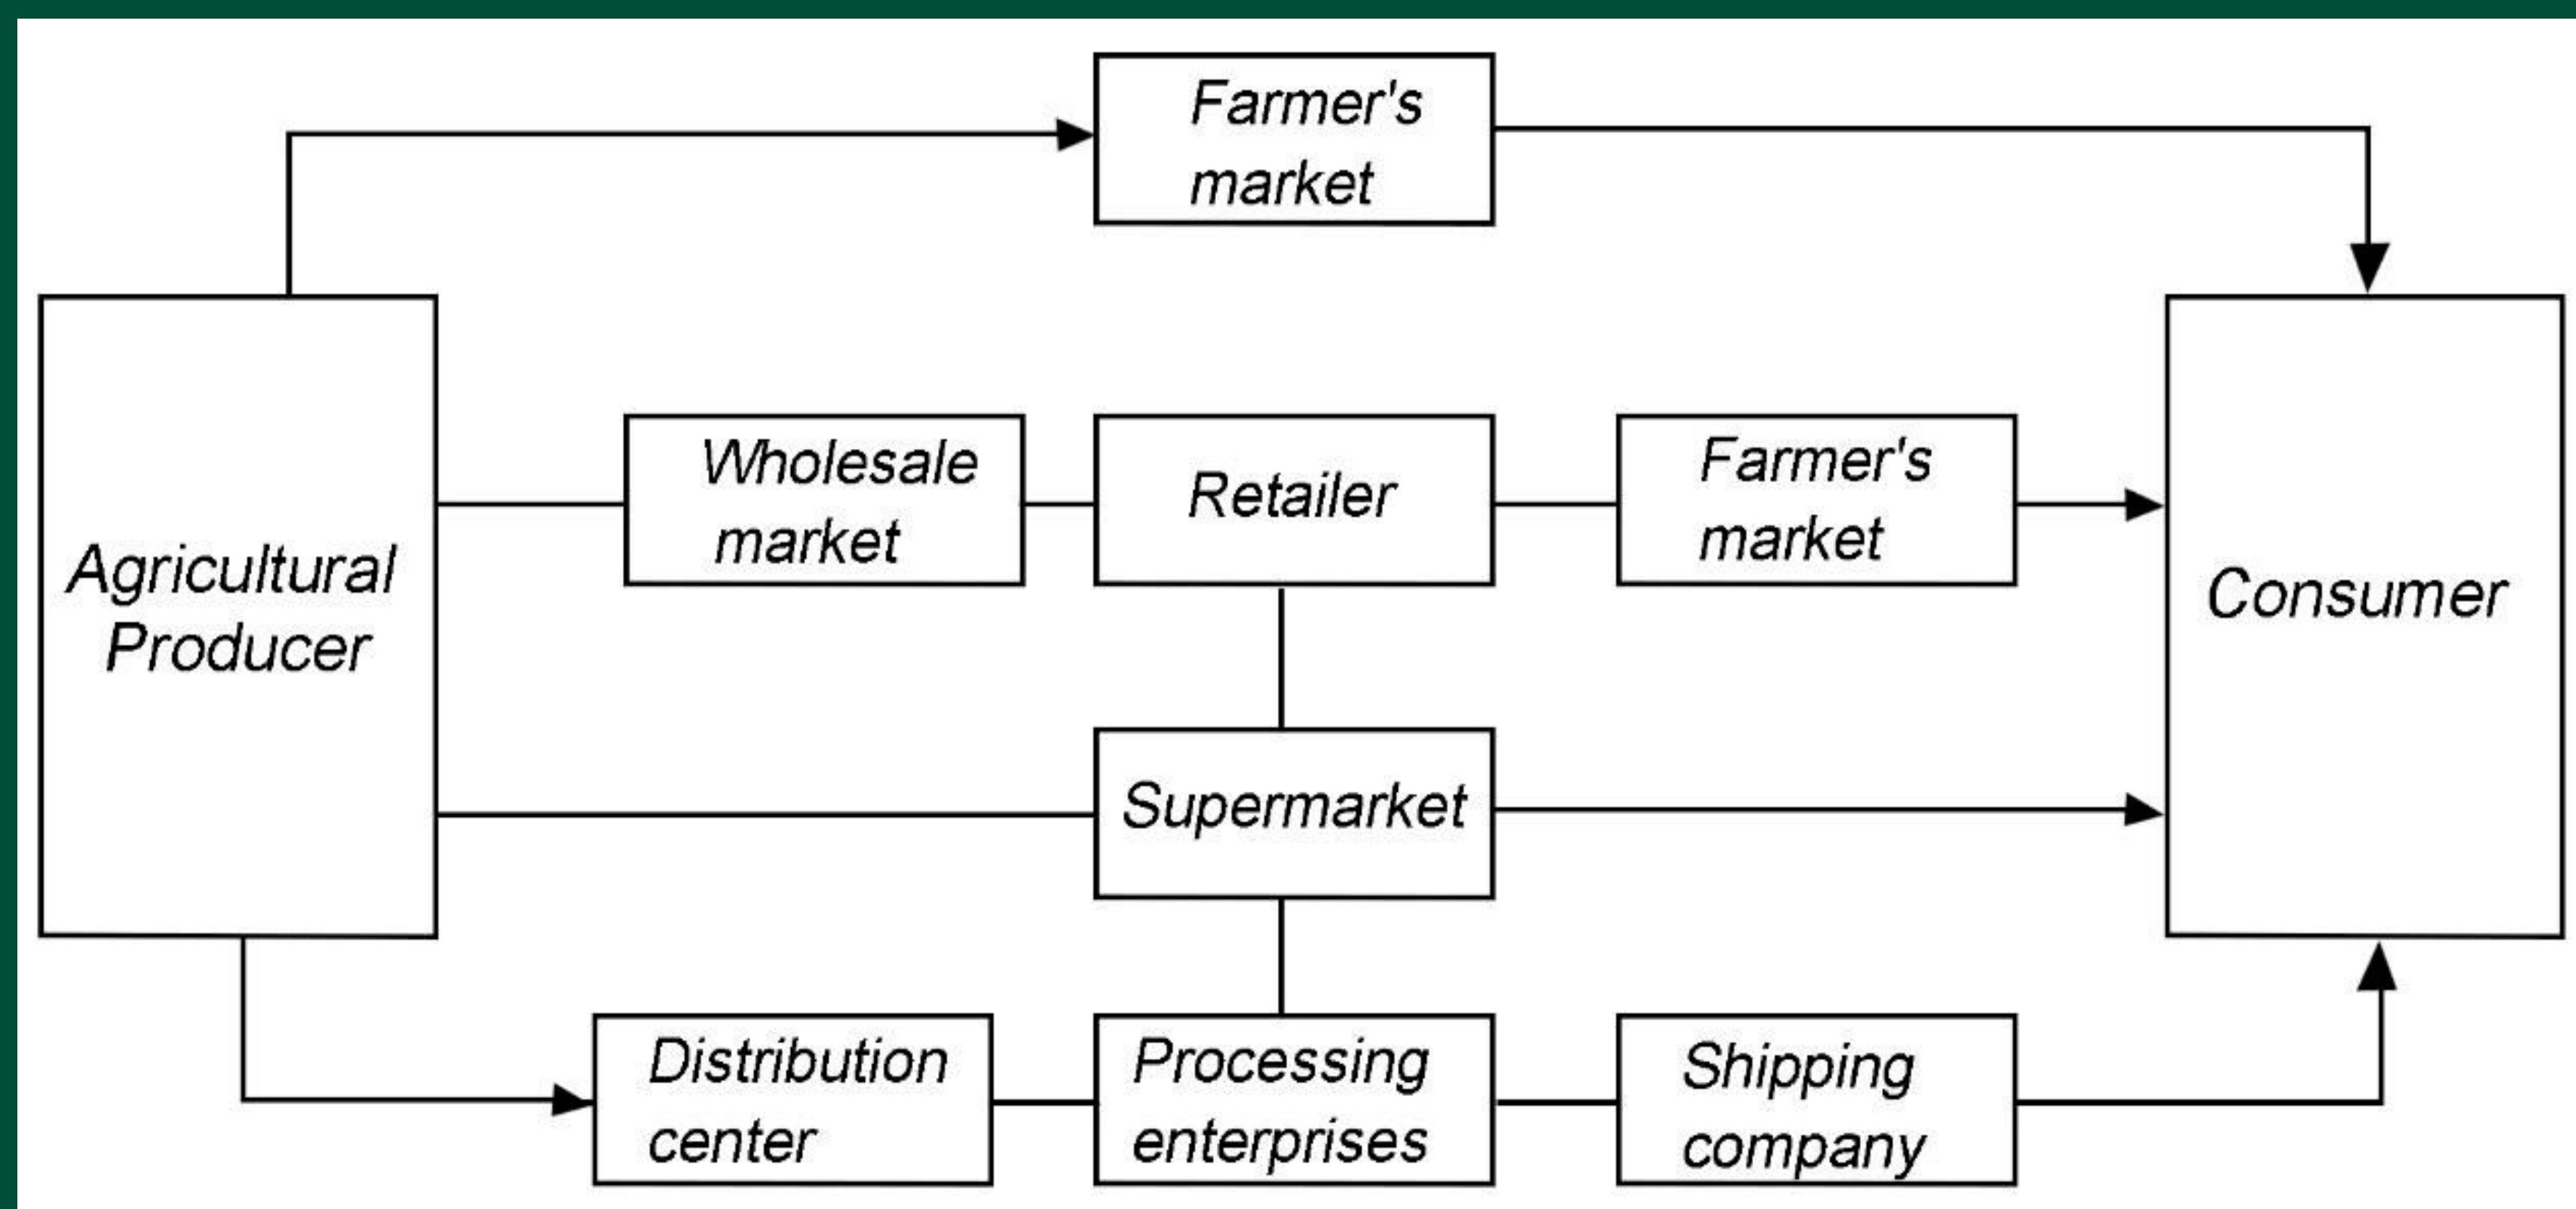 Farmer's
market
Agricultural
Producer
Wholesale
market
Retailer
Farmer's
market
Consumer
Supermarket
Distribution
center
Processing
enterprises
Shipping
company